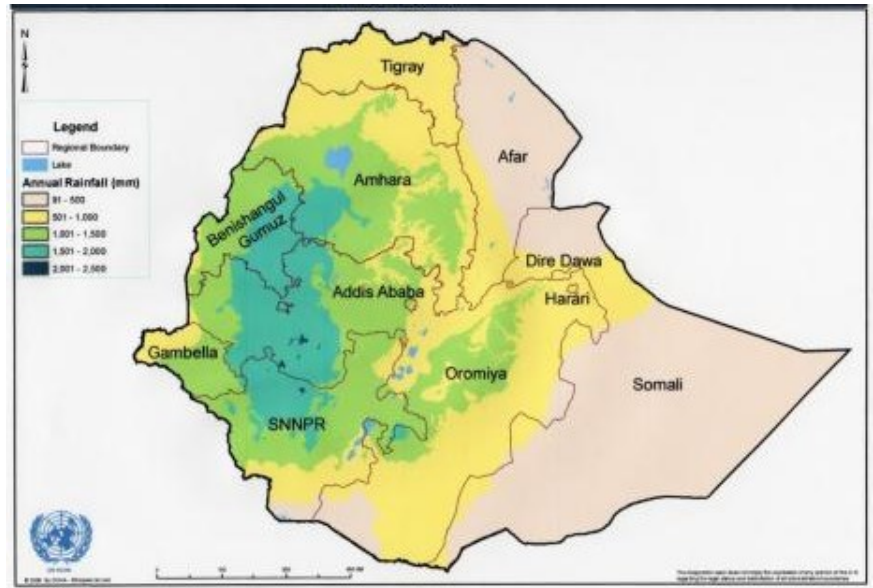 N
Legend
Regional Boundary
Lake
Annual Rainfall (mm)
91 - 500
501 - 1,000
1,001 - 1,500
1,501 - 2,000
2,001 - 2,500
Tigray
Afar
Amhara
Benishangul
Gumuz
Dire Dawa
Addis Ababa
Harari
Gambella
Oromiya
Somali
SNNPR